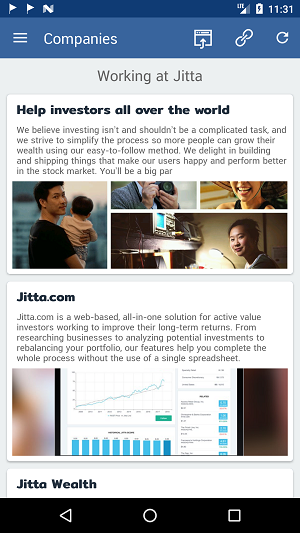 11:31
Companies
Working at Jitta
Help investors all over the world
We believe investing isn't and shouldn't be a complicated task, and
we strive to simplify the process so more people can grow their
wealth using our easy-to-follow method. We delight in building
and shipping things that make our users happy and perform better
in the stock market. You'll be a big par
Jitta.com
Jitta.com is a web-based, all-in-one solution for active value
investors working to improve their long-term returns. From
researching businesses to analyzing potential investments to
rebalancing your portfolio, our features help you complete the
whole process without the use of a single spreadsheet.
Jitta Wealth